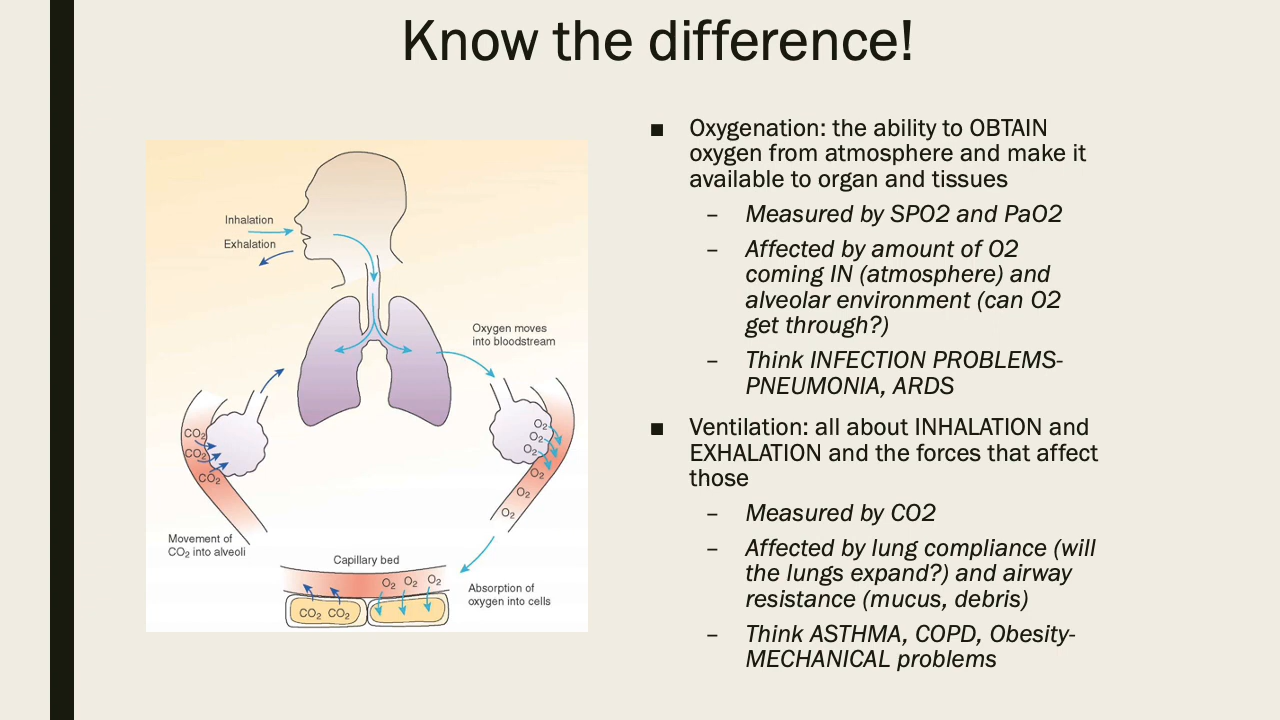 Know the difference!
Inhalation
Exhalation
Oxygen moves
into bloodstream
CO₂
CO₂
CO₂
O₂
O₂
O₂
O₂
O₂
O₂
Movement of
CO₂ into alveoli
Capillary bed
O₂ O₂ O₂
CO₂ CO₂
Absorption of
oxygen into cells
■ Oxygenation: the ability to OBTAIN
oxygen from atmosphere and make it
available to organ and tissues
– Measured by SPO2 and PaO2
– Affected by amount of O2
coming IN (atmosphere) and
alveolar environment (can O2
get through?)
– Think INFECTION PROBLEMS-
PNEUMONIA, ARDS
■ Ventilation: all about INHALATION and
EXHALATION and the forces that affect
those
– Measured by CO2
– Affected by lung compliance (will
the lungs expand?) and airway
resistance (mucus, debris)
– Think ASTHMA, COPD, Obesity-
MECHANICAL problems